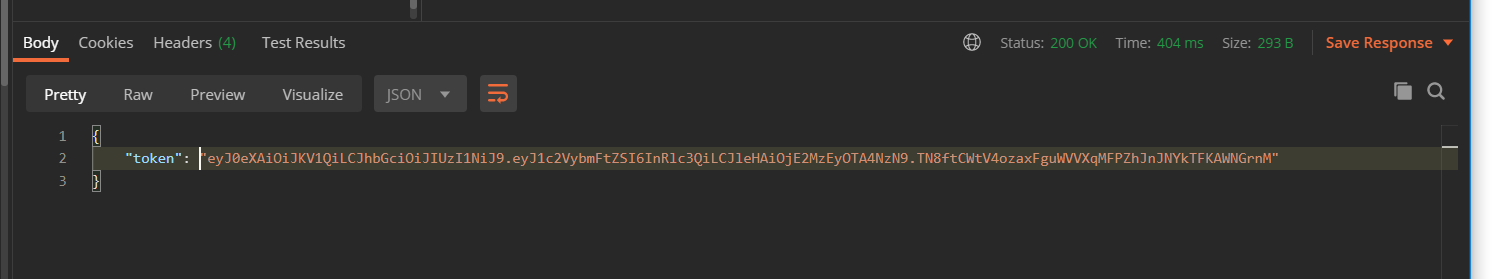 Body Cookies Headers (4) Test Results Status: 200 OK Time: 404 ms Size: 293 B Save Response
Pretty Raw Preview Visualize JSON
1 {
2 "token": "eyJ0eXAiOiJKV1QiLCJhbGciOiJIUzI1NiJ9.eyJ1c2VybmFtZSI6InRlc3QiLCJleHAiOjE2MzEyOTA4NzN9.TN8ftCWtV4ozaxFguWVVXqMFPZhJnJNYkTFKAWNGrnM"
3 }